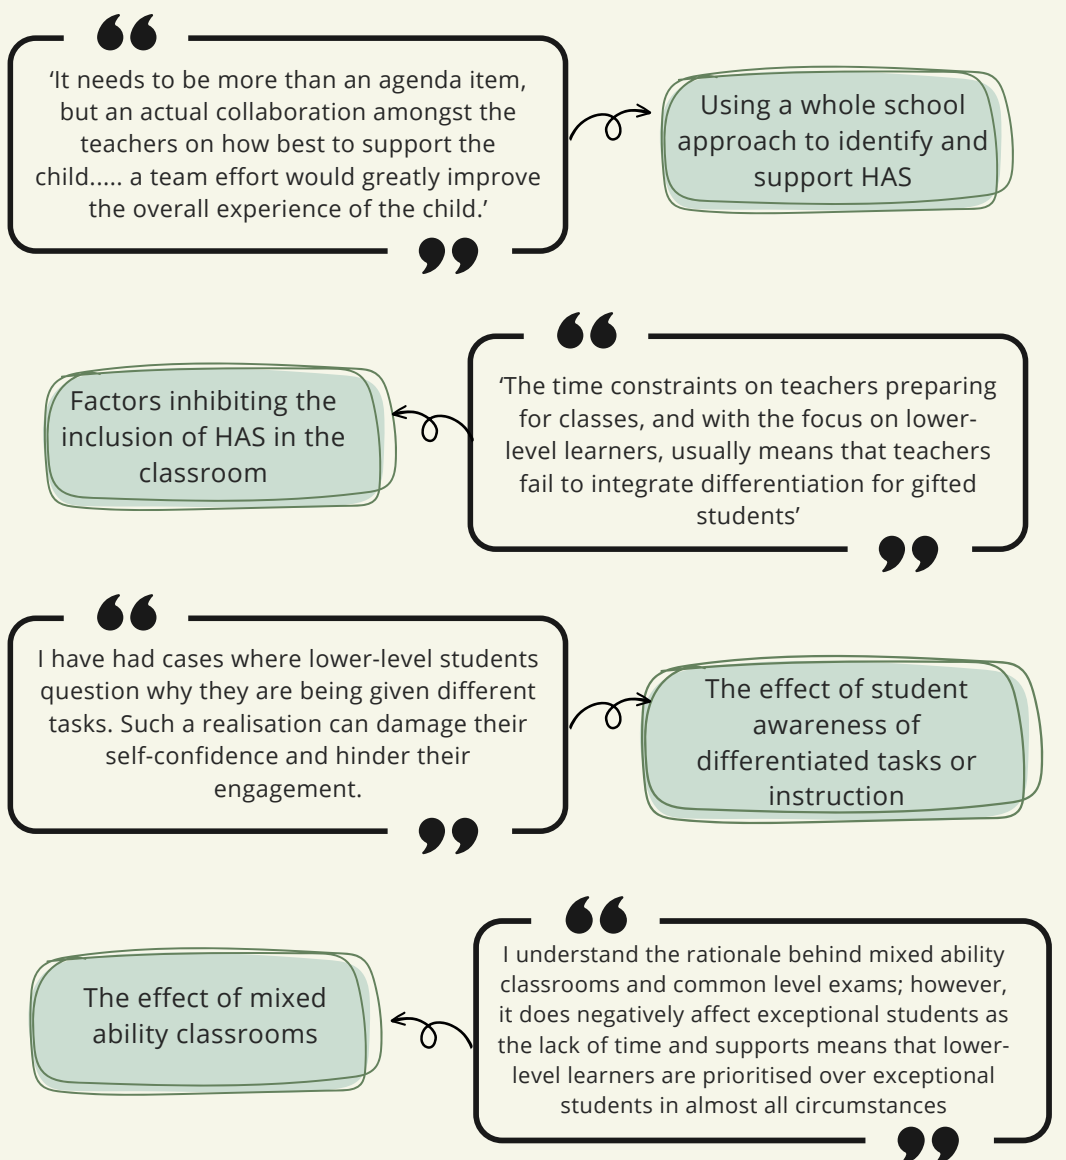 ‘It needs to be more than an agenda item,
but an actual collaboration amongst the
teachers on how best to support the
child..... a team effort would greatly improve
the overall experience of the child.’
Using a whole school
approach to identify and
support HAS
Factors inhibiting the
inclusion of HAS in the
classroom
‘The time constraints on teachers preparing
for classes, and with the focus on lower-
level learners, usually means that teachers
fail to integrate differentiation for gifted
students’
I have had cases where lower-level students
question why they are being given different
tasks. Such a realisation can damage their
self-confidence and hinder their
engagement.
The effect of student
awareness of
differentiated tasks or
instruction
The effect of mixed
ability classrooms
I understand the rationale behind mixed ability
classrooms and common level exams; however,
it does negatively affect exceptional students as
the lack of time and supports means that lower-
level learners are prioritised over exceptional
students in almost all circumstances